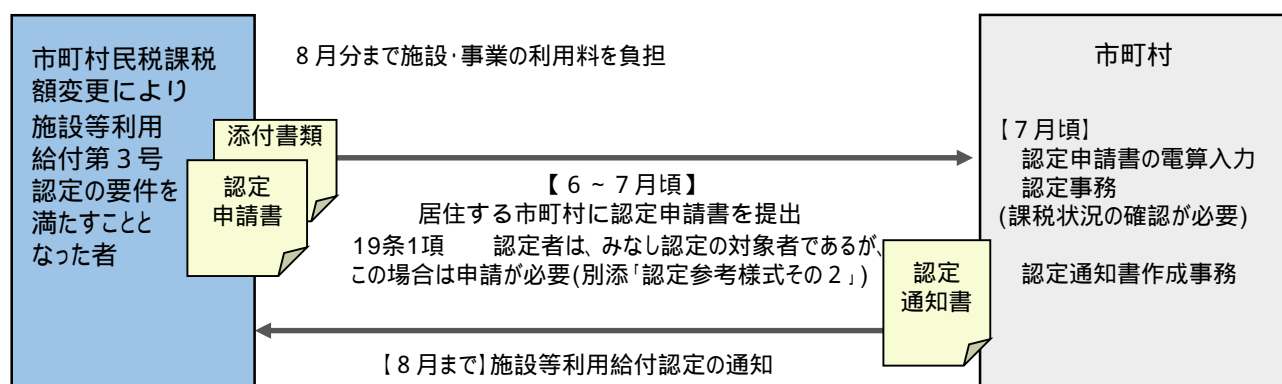 市町村民税課税
額変更により
施設等利用
給付第３号
認定の要件を
満たすことと
なった者
添付書類
認定
申請書
８月分まで施設・事業の利用料を負担
【６～７月頃】
居住する市町村に認定申請書を提出
19条1項　　認定者は、みなし認定の対象者であるが、
この場合は申請が必要(別添「認定参考様式その２」)
認定
通知書
【８月まで】施設等利用給付認定の通知
市町村
【７月頃】
認定申請書の電算入力
認定事務
(課税状況の確認が必要)
認定通知書作成事務